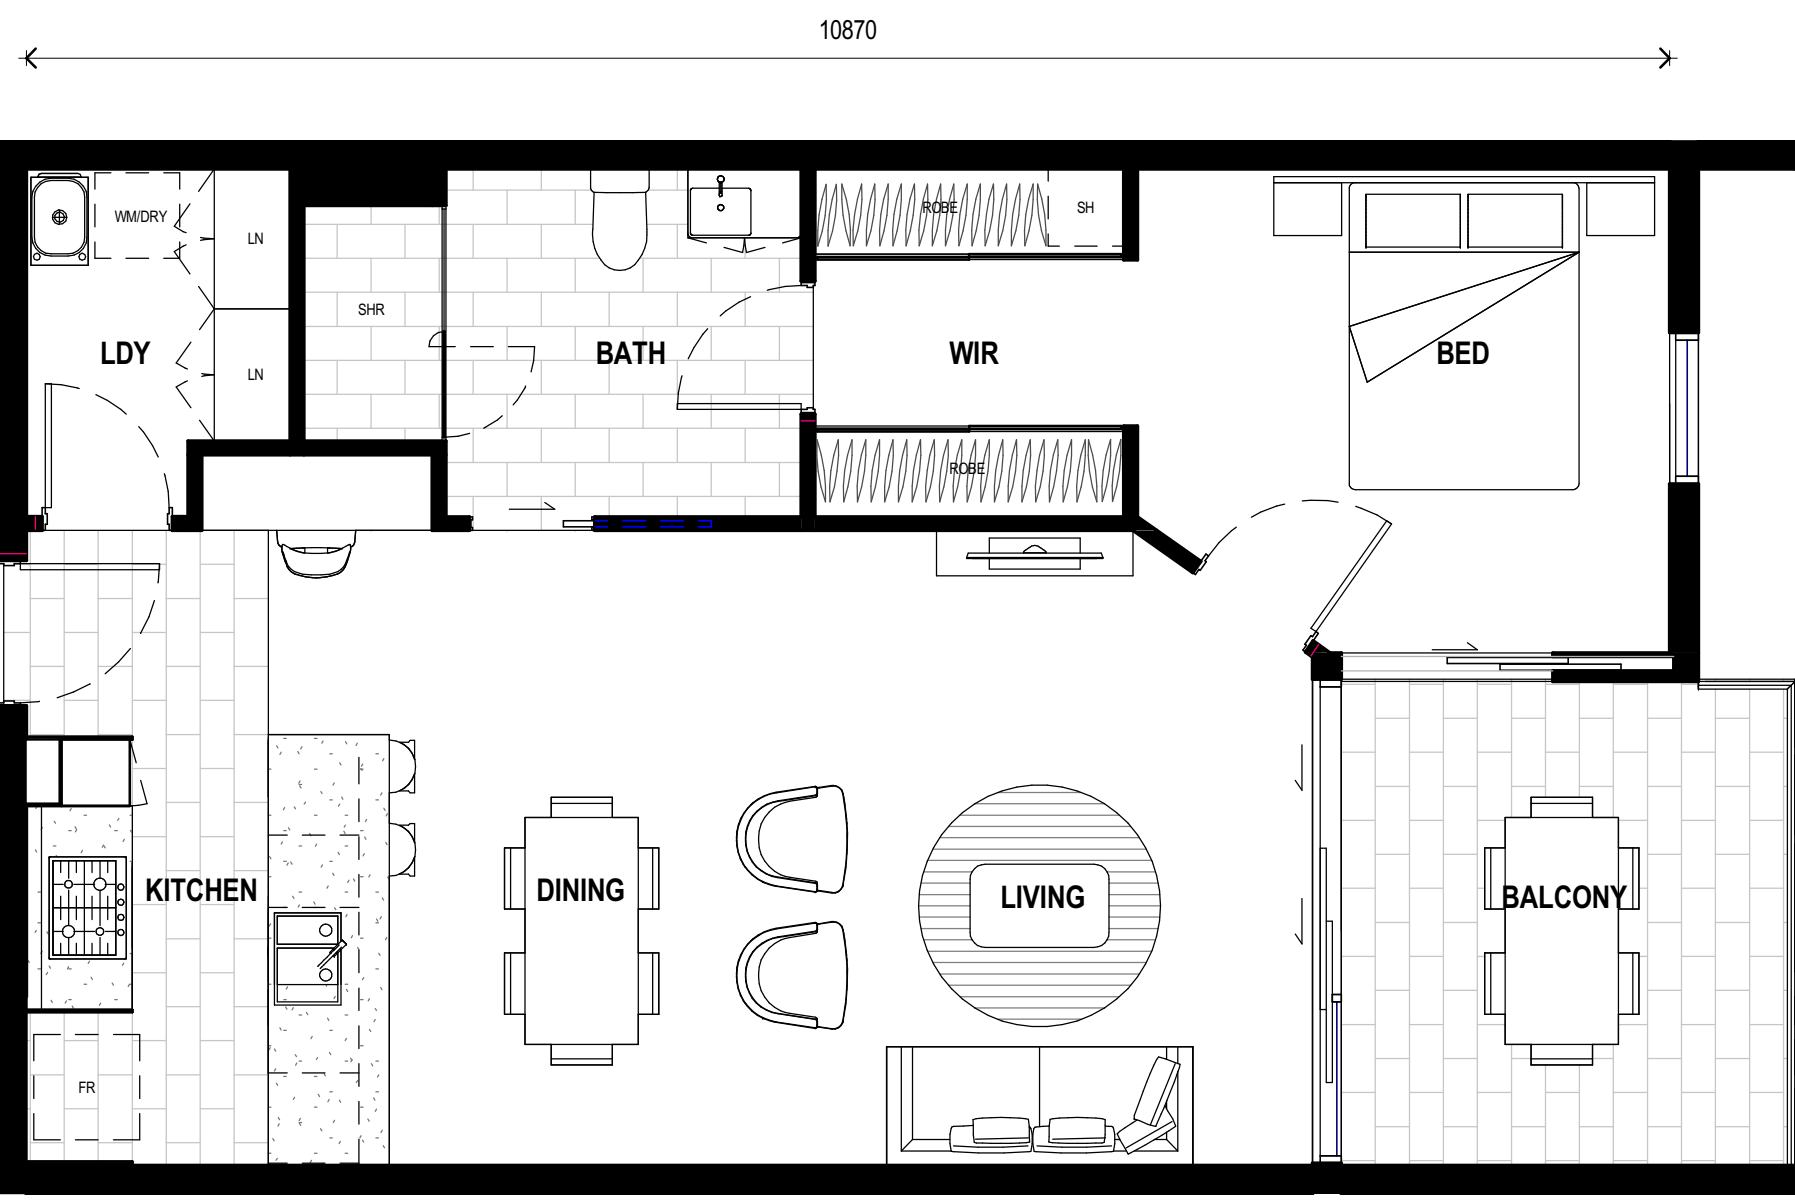 10870
WM/DRY
LN
ROBE
SH
SHR
LDY
BATH
WIR
BED
LN
ROBE
KITCHEN
DINING
LIVING
BALCONY
FR